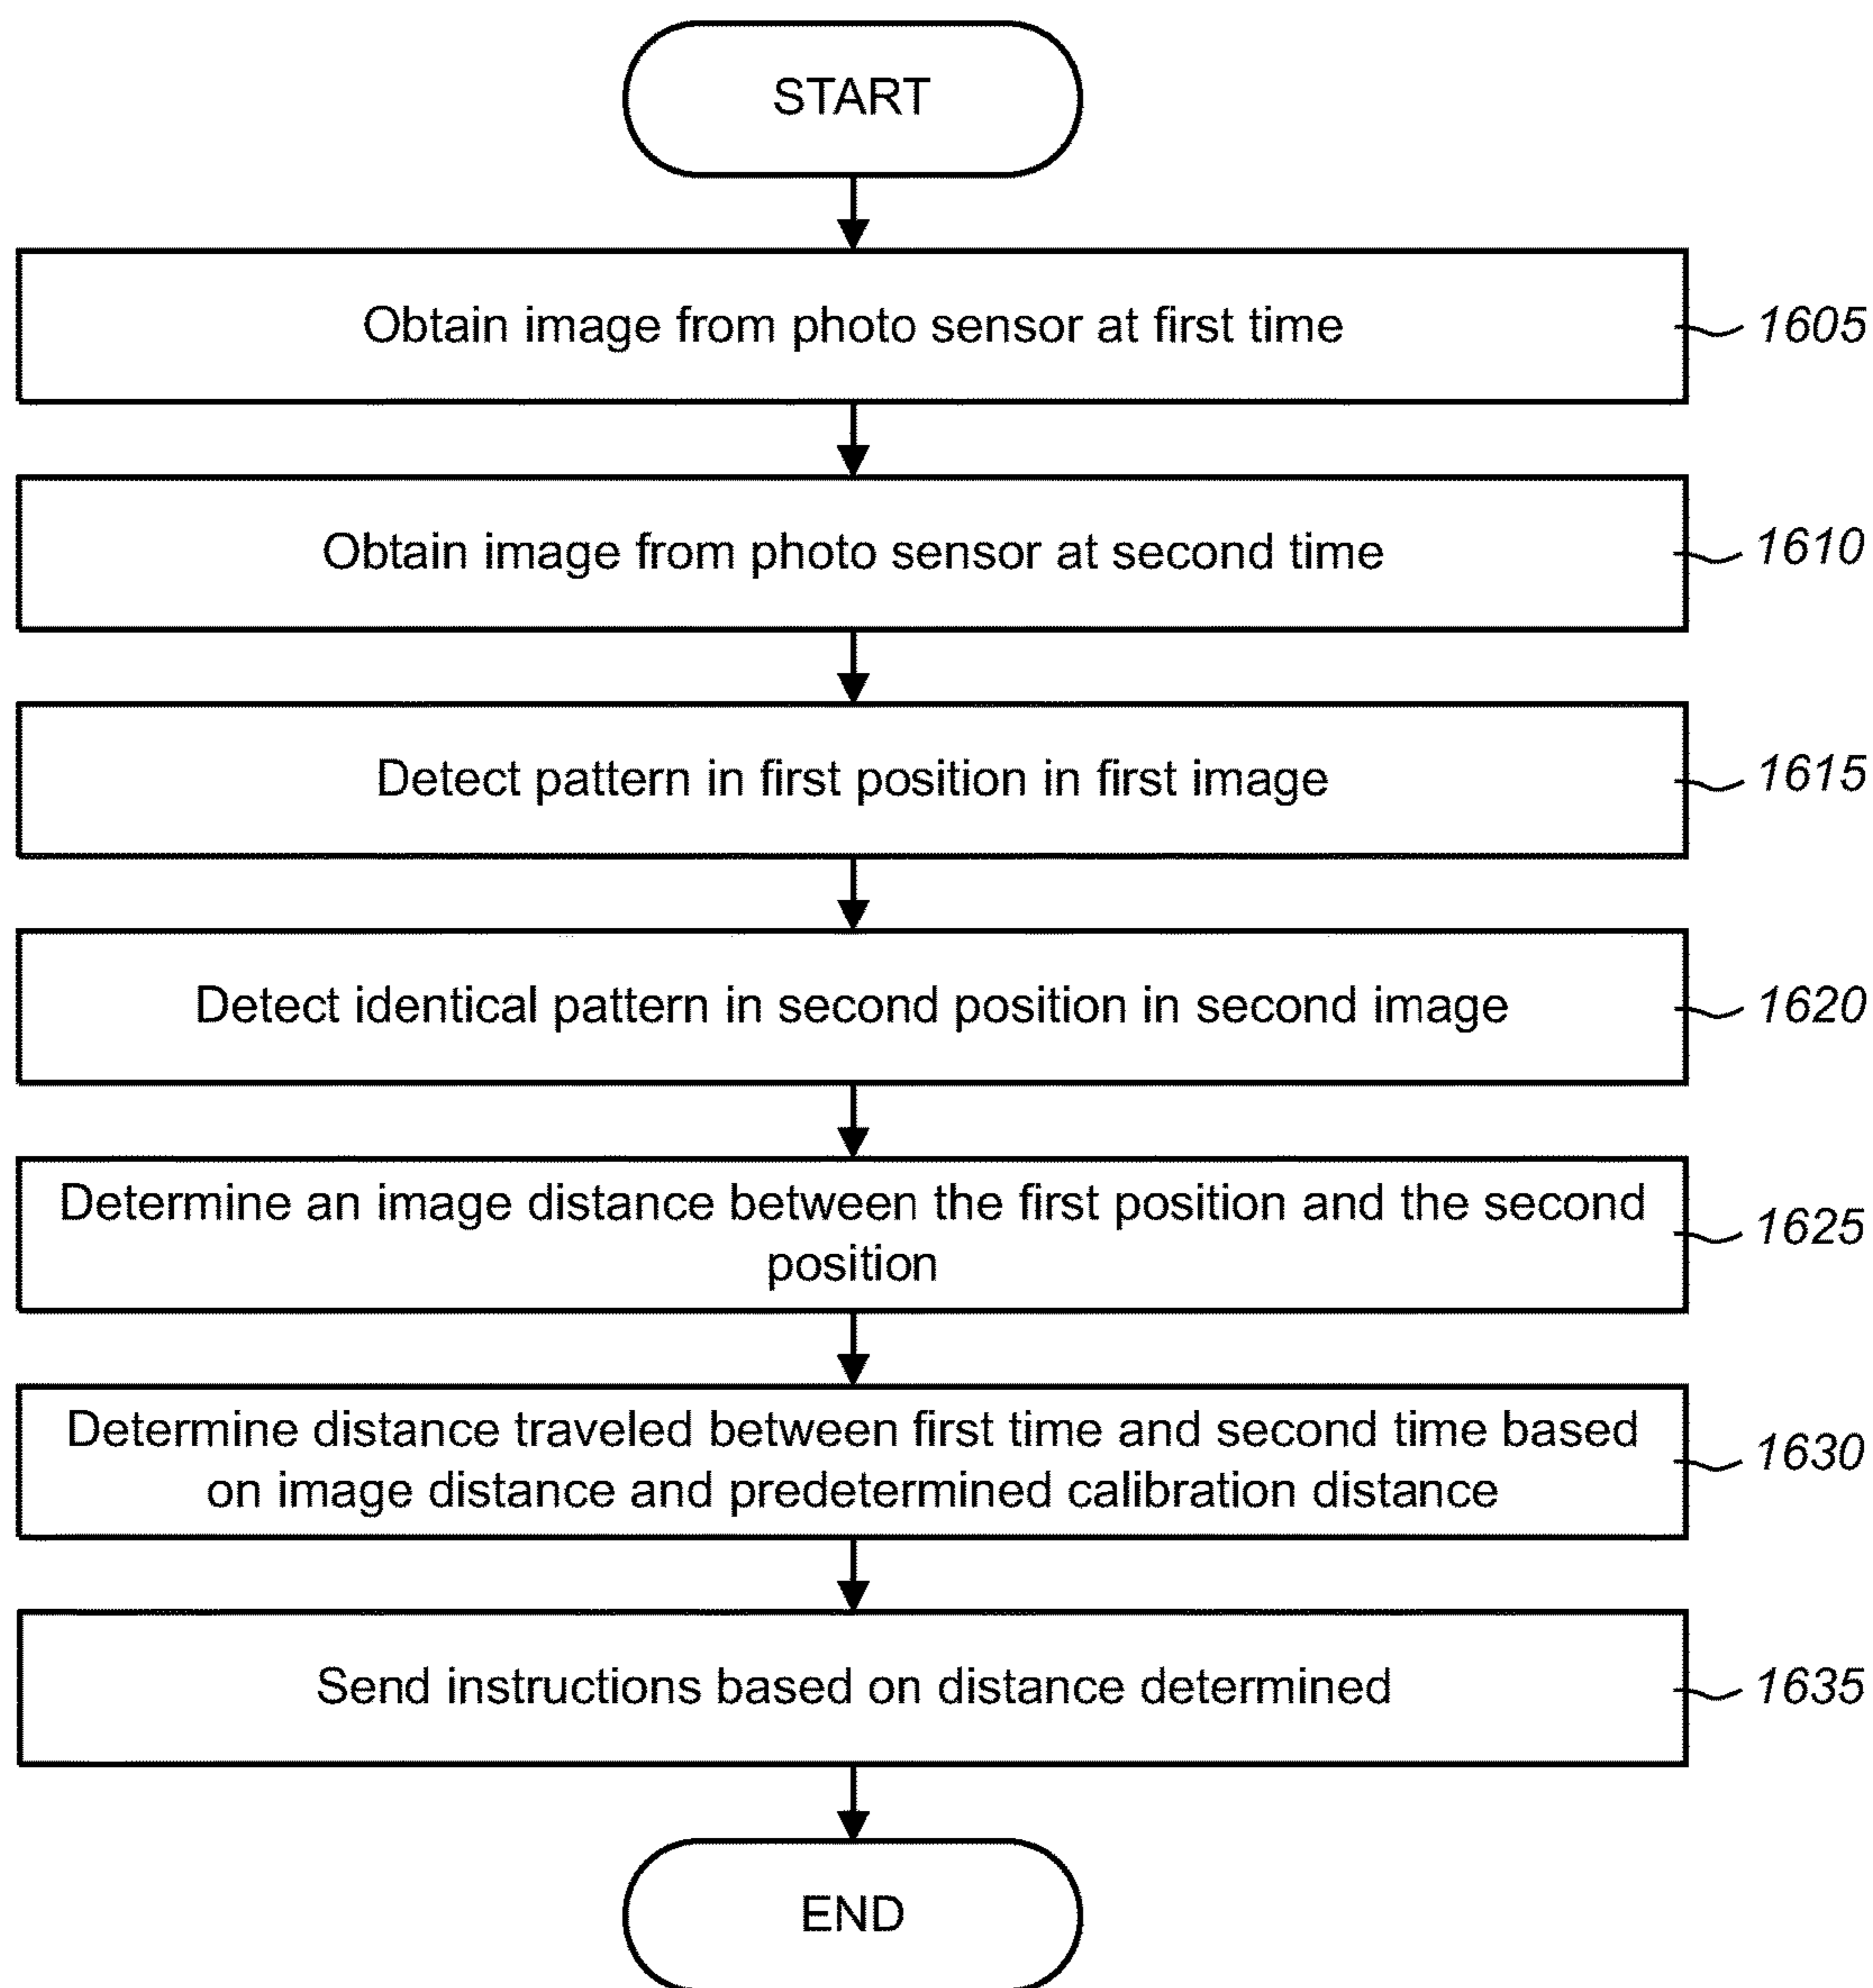 START
Obtain image from photo sensor at first time
1605
Obtain image from photo sensor at second time
1610
Detect pattern in first position in first image
1615
Detect identical pattern in second position in second image
1620
Determine an image distance between the first position and the second
position
1625
Determine distance traveled between first time and second time based
on image distance and predetermined calibration distance
1630
Send instructions based on distance determined
1635
END